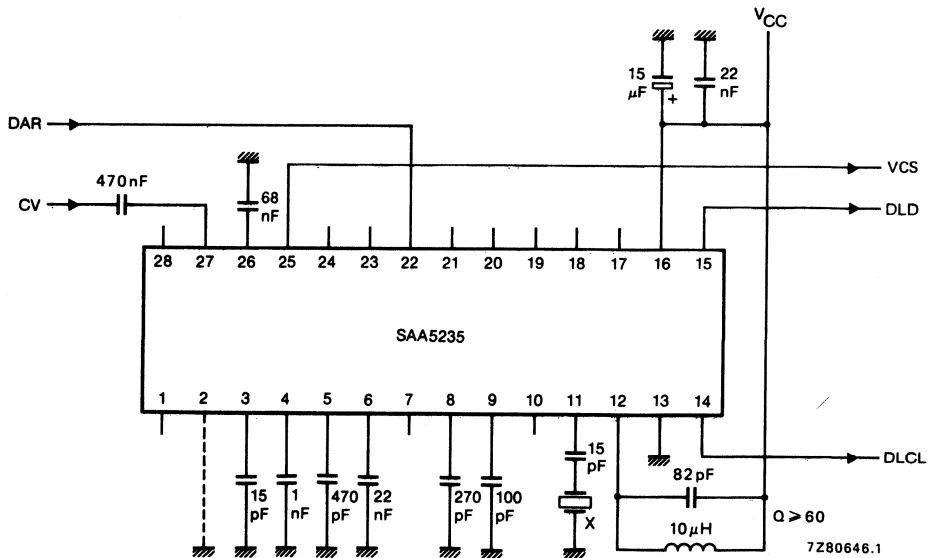 VCC
15
µF
+
22
nF
DAR
470nF
CV
68
nF
VCS
DLD
28 27 26 25 24 23 22 21 20 19 18 17 16 15
SAA5235
1 2 3 4 5 6 7 8 9 10 11 12 13 14
15
pF
1
nF
470
pF
22
nF
270
pF
100
pF
15
pF
X
82pF
DLCL
10µH
Q ⩾ 60
7Z80646.1